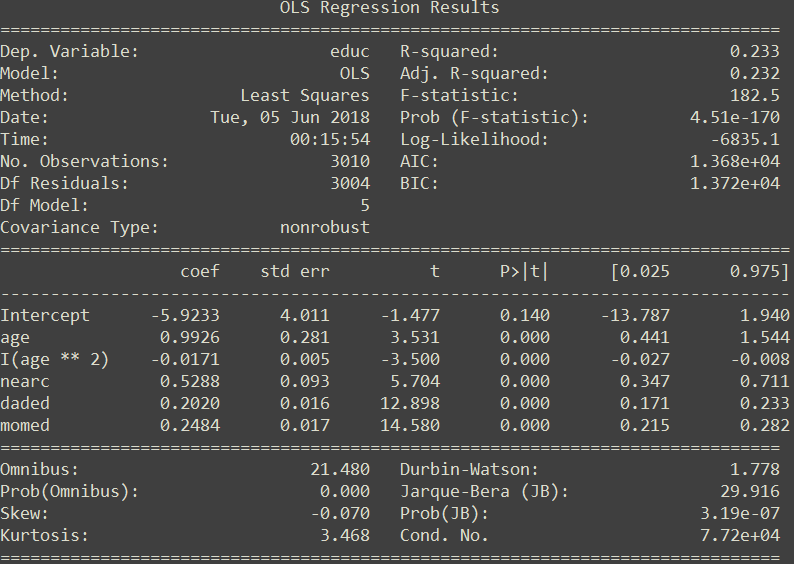 OLS Regression Results
==============================================================================
Dep. Variable:                   educ   R-squared:                       0.233
Model:                            OLS   Adj. R-squared:                  0.232
Method:                 Least Squares   F-statistic:                     182.5
Date:                Tue, 05 Jun 2018   Prob (F-statistic):          4.51e-170
Time:                        00:15:54   Log-Likelihood:                -6835.1
No. Observations:                3010   AIC:                         1.368e+04
Df Residuals:                    3004   BIC:                         1.372e+04
Df Model:                           5
Covariance Type:            nonrobust
===============================================================================
                  coef    std err          t      P>|t|      [0.025      0.975]
-------------------------------------------------------------------------------
Intercept      -5.9233      4.011     -1.477      0.140     -13.787       1.940
age             0.9926      0.281      3.531      0.000       0.441       1.544
I(age ** 2)    -0.0171      0.005     -3.500      0.000      -0.027      -0.008
nearc           0.5288      0.093      5.704      0.000       0.347       0.711
daded           0.2020      0.016     12.898      0.000       0.171       0.233
momed           0.2484      0.017     14.580      0.000       0.215       0.282
==============================================================================
Omnibus:                       21.480   Durbin-Watson:                   1.778
Prob(Omnibus):                  0.000   Jarque-Bera (JB):               29.916
Skew:                          -0.070   Prob(JB):                     3.19e-07
Kurtosis:                       3.468   Cond. No.                     7.72e+04
==============================================================================